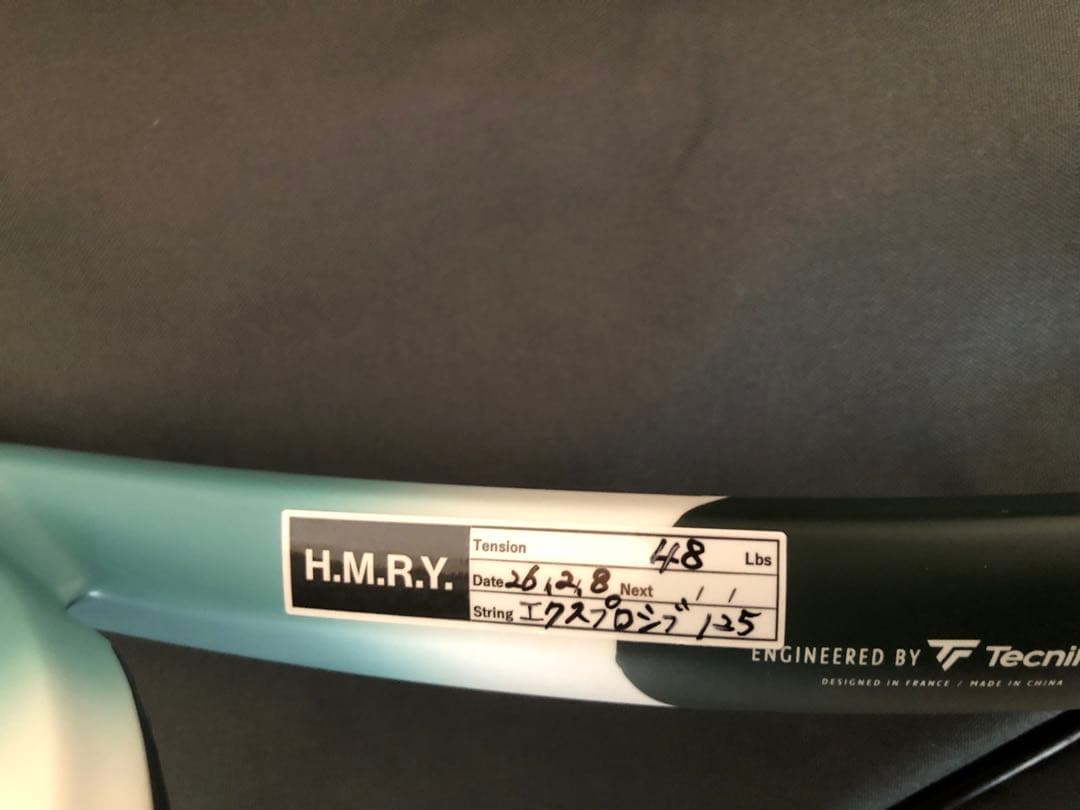 H.M.R.Y.
Tension 48 Lbs
Date 26,2,8 Next / /
String エクスプロシブ 125
ENGINEERED BY TF Tecni
DESIGNED IN FRANCE / MADE IN CHINA